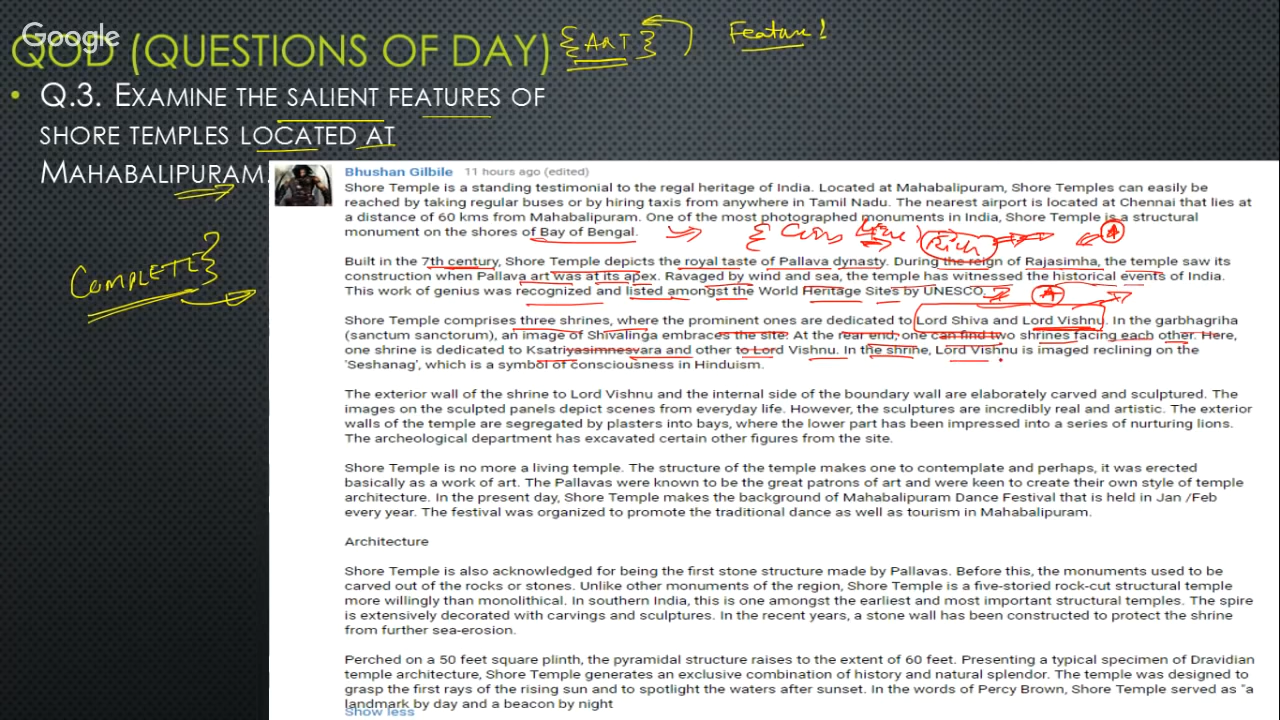 Google
QOD (QUESTIONS OF DAY) {ART} Feature!
• Q.3. EXAMINE THE SALIENT FEATURES OF
SHORE TEMPLES LOCATED AT
MAHABALIPURAM.
COMPLETE}
Bhushan Gilbile 11 hours ago (edited)
Shore Temple is a standing testimonial to the regal heritage of India. Located at Mahabalipuram, Shore Temples can easily be
reached by taking regular buses or by hiring taxis from anywhere in Tamil Nadu. The nearest airport is located at Chennai that lies at
a distance of 60 kms from Mahabalipuram. One of the most photographed monuments in India, Shore Temple is a structural
monument on the shores of Bay of Bengal.
Rich
A
Built in the 7th century, Shore Temple depicts the royal taste of Pallava dynasty. During the reign of Rajasimha, the temple saw its
construction when Pallava art was at its apex. Ravaged by wind and sea, the temple has witnessed the historical events of India.
This work of genius was recognized and listed amongst the World Heritage Sites by UNESCO.
A
Shore Temple comprises three shrines, where the prominent ones are dedicated to Lord Shiva and Lord Vishnu. In the garbhagriha
(sanctum sanctorum), an image of Shivalinga embraces the site. At the rear end, one can find two shrines facing each other. Here,
one shrine is dedicated to Ksatriyasimnesvara and other to Lord Vishnu. In the shrine, Lord Vishnu is imaged reclining on the
'Seshanag', which is a symbol of consciousness in Hinduism.
The exterior wall of the shrine to Lord Vishnu and the internal side of the boundary wall are elaborately carved and sculptured. The
images on the sculpted panels depict scenes from everyday life. However, the sculptures are incredibly real and artistic. The exterior
walls of the temple are segregated by plasters into bays, where the lower part has been impressed into a series of nurturing lions.
The archeological department has excavated certain other figures from the site.
Shore Temple is no more a living temple. The structure of the temple makes one to contemplate and perhaps, it was erected
basically as a work of art. The Pallavas were known to be the great patrons of art and were keen to create their own style of temple
architecture. In the present day, Shore Temple makes the background of Mahabalipuram Dance Festival that is held in Jan /Feb
every year. The festival was organized to promote the traditional dance as well as tourism in Mahabalipuram.
Architecture
Shore Temple is also acknowledged for being the first stone structure made by Pallavas. Before this, the monuments used to be
carved out of the rocks or stones. Unlike other monuments of the region, Shore Temple is a five-storied rock-cut structural temple
more willingly than monolithical. In southern India, this is one amongst the earliest and most important structural temples. The spire
is extensively decorated with carvings and sculptures. In the recent years, a stone wall has been constructed to protect the shrine
from further sea-erosion.
Perched on a 50 feet square plinth, the pyramidal structure raises to the extent of 60 feet. Presenting a typical specimen of Dravidian
temple architecture, Shore Temple generates an exclusive combination of history and natural splendor. The temple was designed to
grasp the first rays of the rising sun and to spotlight the waters after sunset. In the words of Percy Brown, Shore Temple served as "a
landmark by day and a beacon by night
Show less